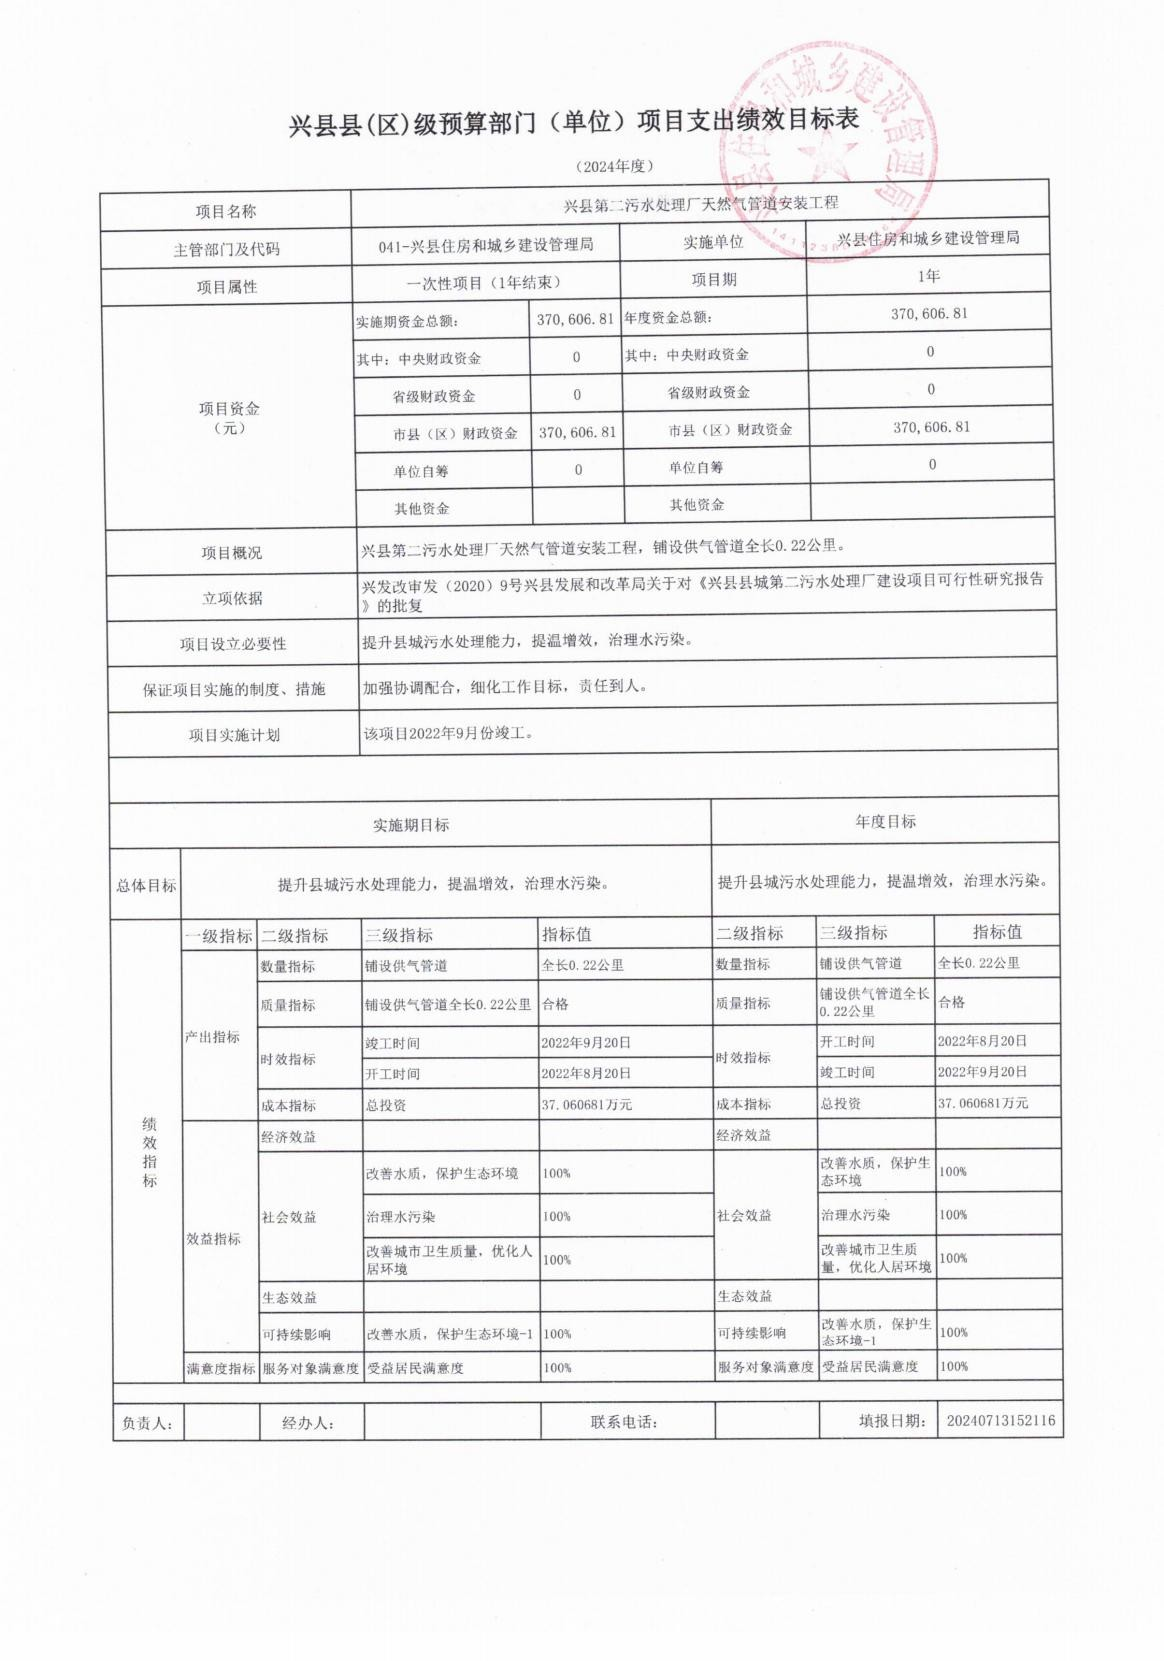 兴县县(区)级预算部门（单位）项目支出绩效目标表
（2024年度）
项目名称 兴县第二污水处理厂天然气管道安装工程
主管部门及代码 041-兴县住房和城乡建设管理局 实施单位 兴县住房和城乡建设管理局
项目属性 一次性项目（1年结束） 项目期 1年
项目资金
（元）
实施期资金总额： 370,606.81 年度资金总额： 370,606.81
其中：中央财政资金 0 其中：中央财政资金 0
省级财政资金 0 省级财政资金 0
市县（区）财政资金 370,606.81 市县（区）财政资金 370,606.81
单位自筹 0 单位自筹 0
其他资金 其他资金
项目概况 兴县第二污水处理厂天然气管道安装工程，铺设供气管道全长0.22公里。
立项依据 兴发改审发（2020）9号兴县发展和改革局关于对《兴县县城第二污水处理厂建设项目可行性研究报告
》的批复
项目设立必要性 提升县城污水处理能力，提温增效，治理水污染。
保证项目实施的制度、措施 加强协调配合，细化工作目标，责任到人。
项目实施计划 该项目2022年9月份竣工。
实施期目标 年度目标
总体目标 提升县城污水处理能力，提温增效，治理水污染。 提升县城污水处理能力，提温增效，治理水污染。
绩
效
指
标
一级指标 二级指标 三级指标 指标值 二级指标 三级指标 指标值
产出指标
数量指标 铺设供气管道 全长0.22公里 数量指标 铺设供气管道 全长0.22公里
质量指标 铺设供气管道全长0.22公里 合格 质量指标 铺设供气管道全长
0.22公里 合格
时效指标 竣工时间 2022年9月20日 时效指标 开工时间 2022年8月20日
开工时间 2022年8月20日 竣工时间 2022年9月20日
成本指标 总投资 37.060681万元 成本指标 总投资 37.060681万元
效益指标
经济效益 经济效益
社会效益 改善水质，保护生态环境 100% 社会效益 改善水质，保护生
态环境 100%
治理水污染 100% 治理水污染 100%
改善城市卫生质量，优化人
居环境 100% 改善城市卫生质
量，优化人居环境 100%
生态效益 生态效益
可持续影响 改善水质，保护生态环境-1 100% 可持续影响 改善水质，保护生
态环境-1 100%
满意度指标 服务对象满意度 受益居民满意度 100% 服务对象满意度 受益居民满意度 100%
负责人： 经办人： 联系电话： 填报日期： 20240713152116
兴县住房和城乡建设管理局